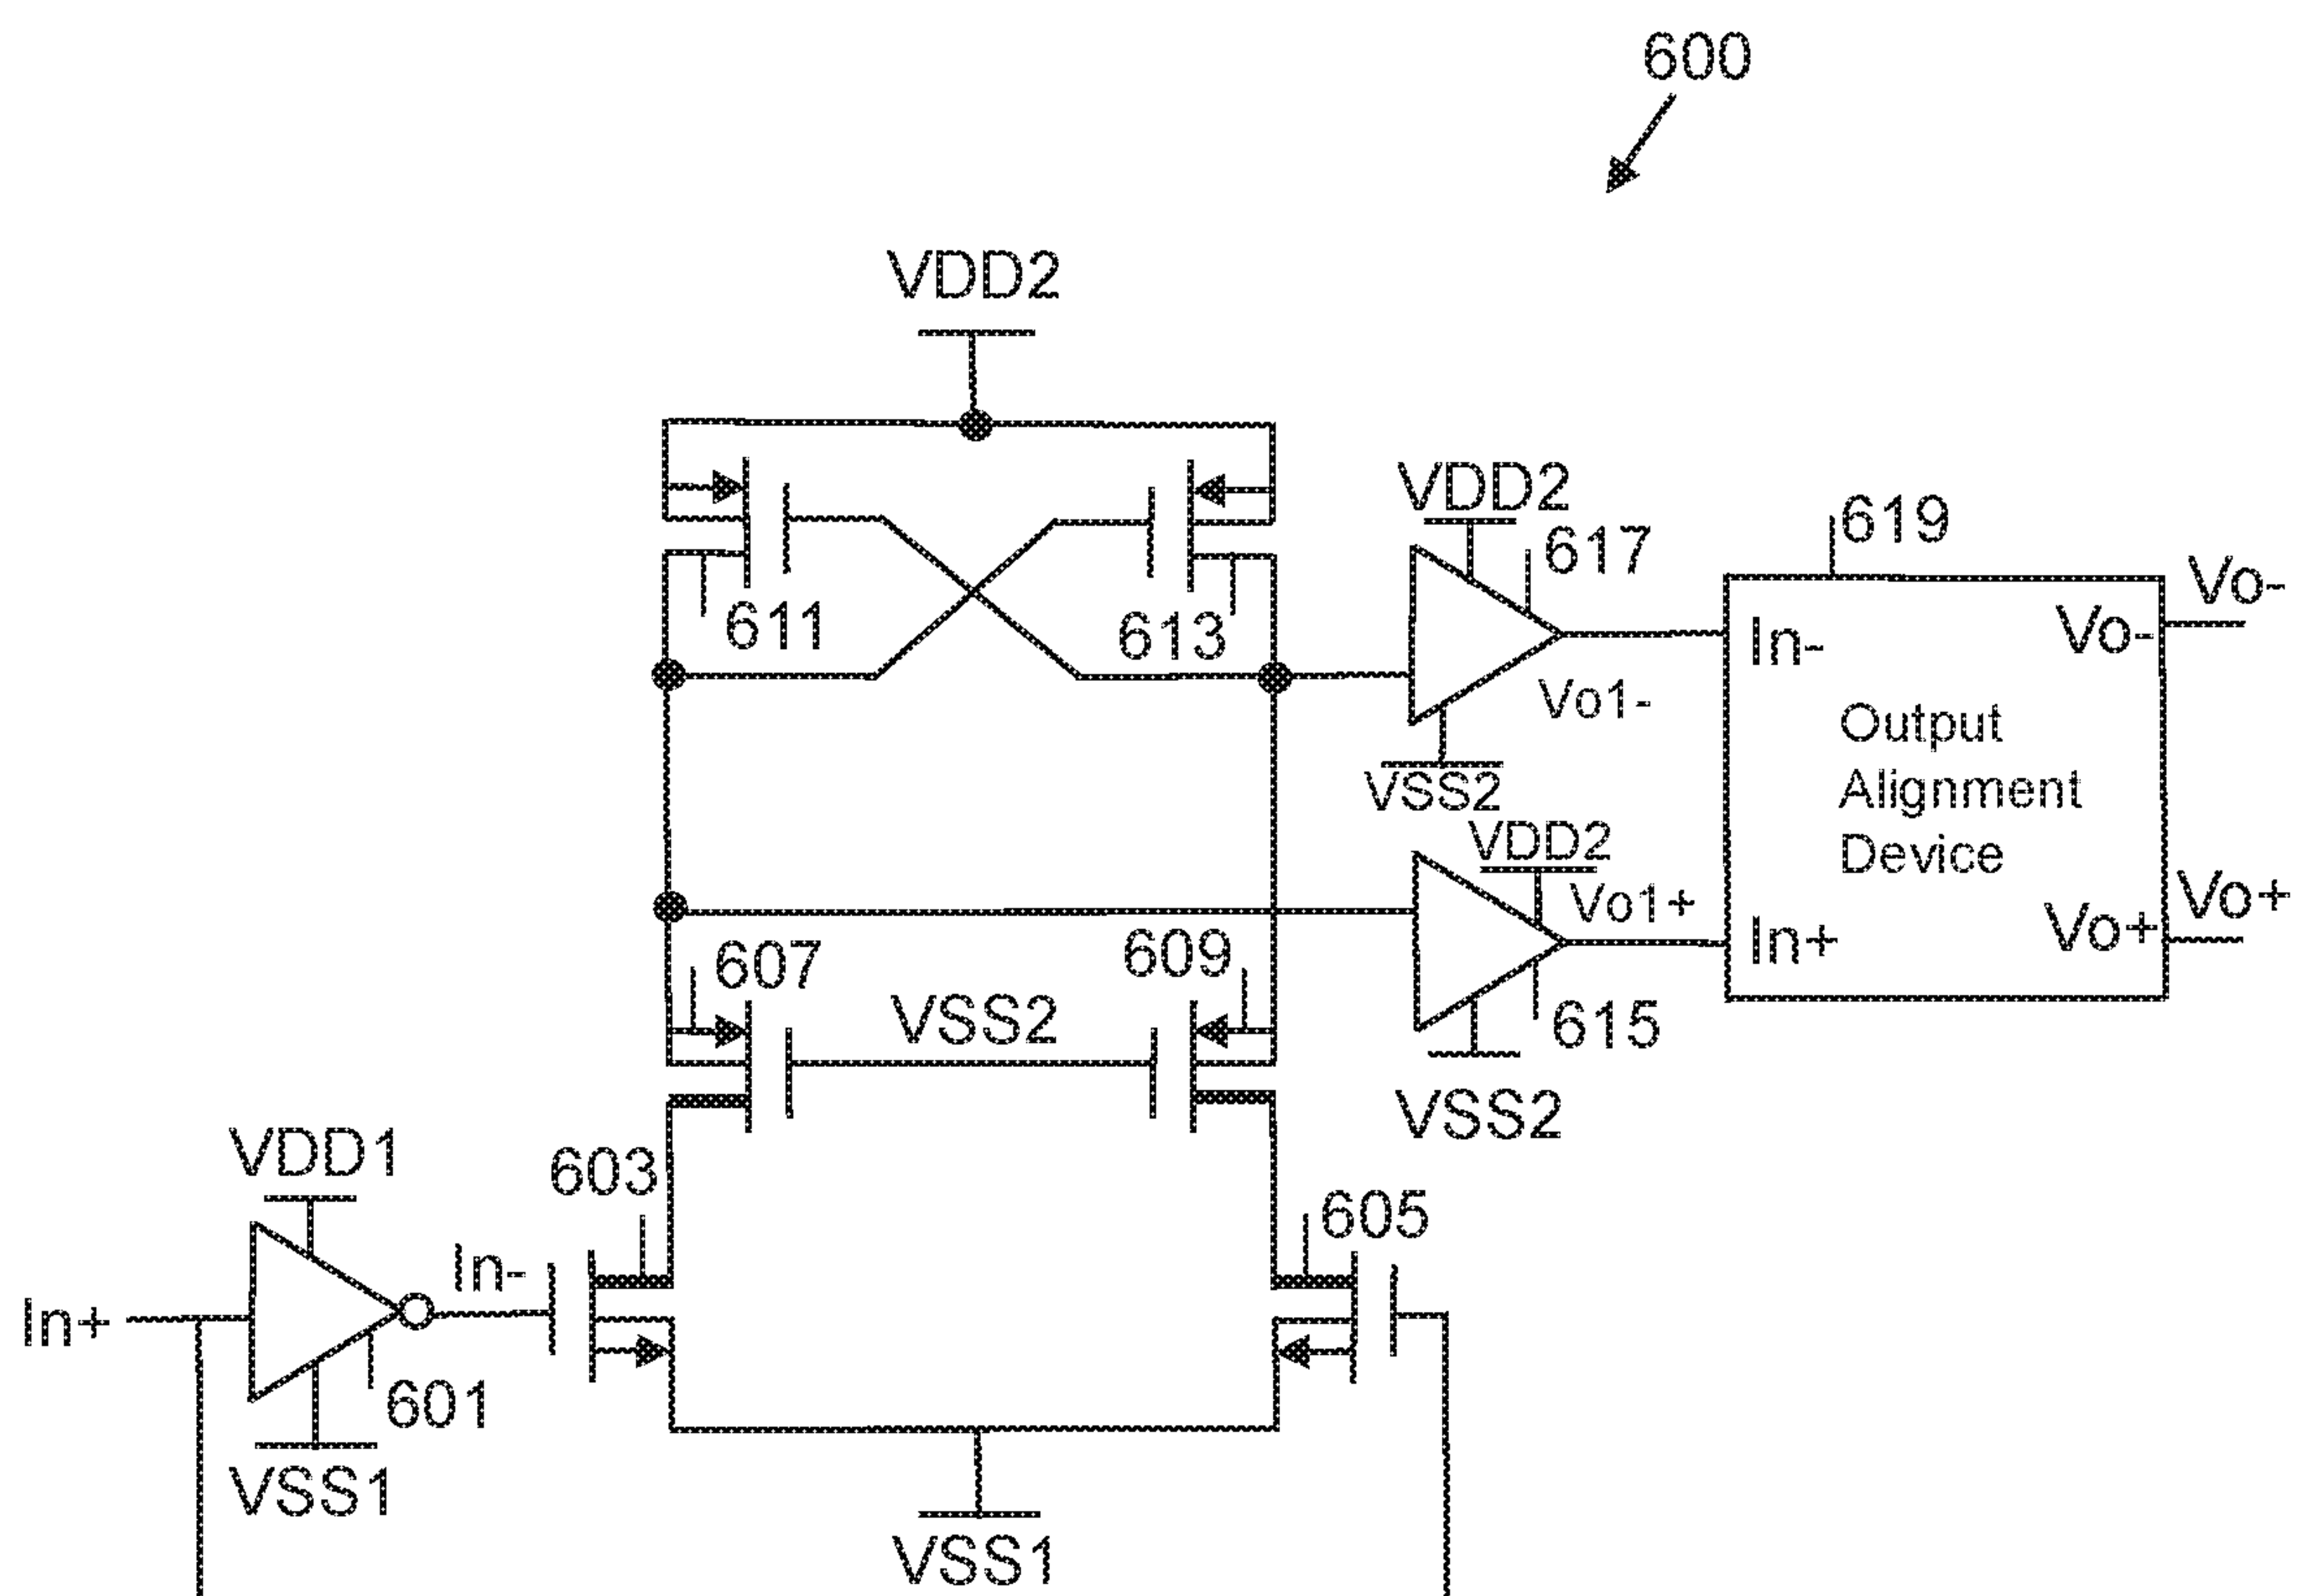 600
VDD2
VDD2
617
619
Vo-
611
613
In-
Vo-
Vo1-
Output
Alignment
Device
VSS2
VDD2
Vo1+
Vo+
607
609
In+
Vo+
VSS2
615
VSS2
VDD1
603
605
In-
In+
601
VSS1
VSS1